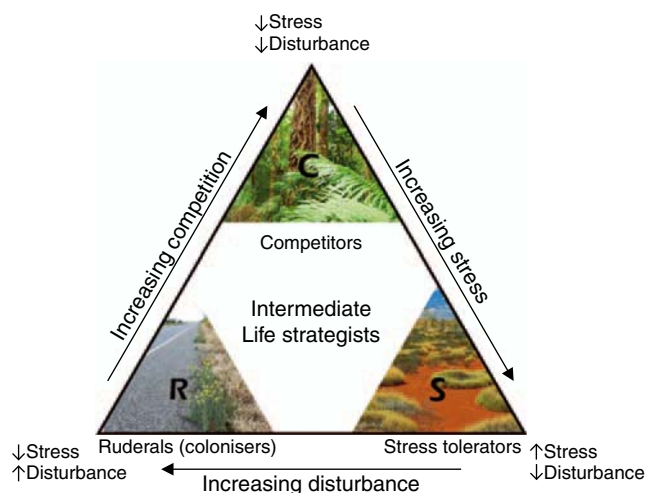 ↓Stress
↓Disturbance
Increasing competition
Increasing stress
C
Competitors
Intermediate
Life strategists
R
S
↓Stress
↑Disturbance
Ruderals (colonisers)
Stress tolerators
↑Stress
↓Disturbance
Increasing disturbance